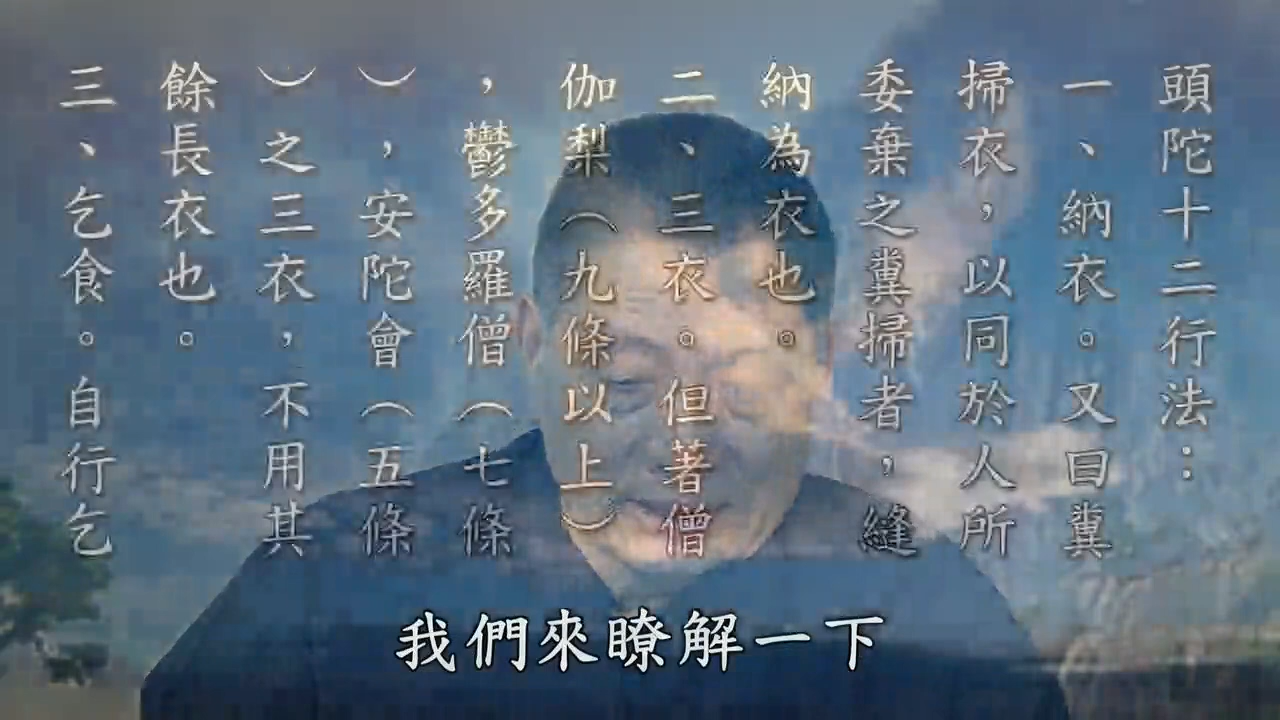 頭陀十二行法：
一、納衣。又曰糞
掃衣，以同於人所
委棄之糞掃者，縫
納為衣也。
二、三衣。但著僧
伽梨（九條以上）
，鬱多羅僧（七條
），安陀會（五條
）之三衣，不用其
餘長衣也。
三、乞食。自行乞
我們來瞭解一下